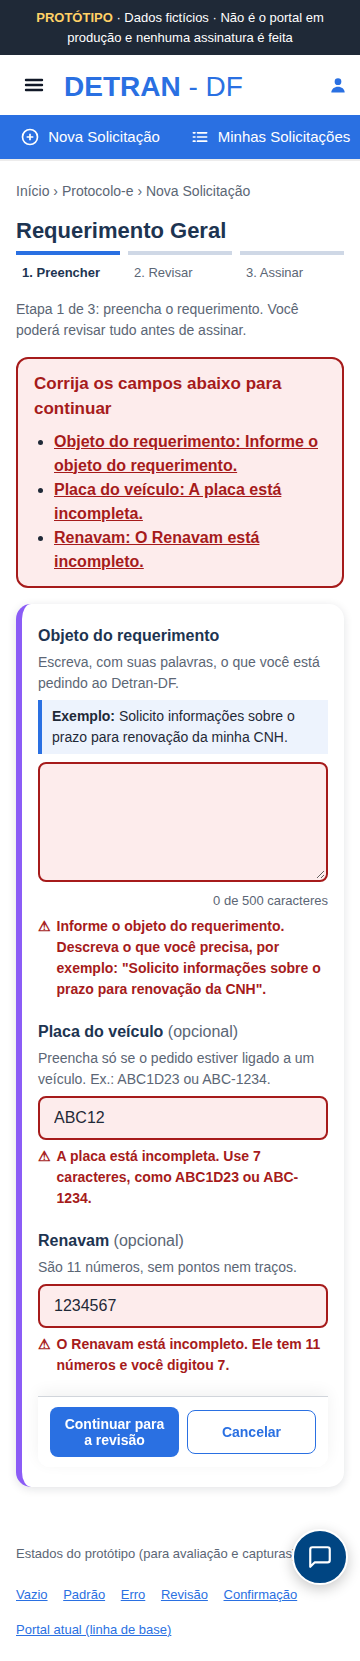 PROTÓTIPO · Dados fictícios · Não é o portal em
produção e nenhuma assinatura é feita
DETRAN - DF
Nova Solicitação
Minhas Solicitações
Início › Protocolo-e › Nova Solicitação
Requerimento Geral
1. Preencher
2. Revisar
3. Assinar
Etapa 1 de 3: preencha o requerimento. Você
poderá revisar tudo antes de assinar.
Corrija os campos abaixo para
continuar
• Objeto do requerimento: Informe o
objeto do requerimento.
• Placa do veículo: A placa está
incompleta.
• Renavam: O Renavam está
incompleto.
Objeto do requerimento
Escreva, com suas palavras, o que você está
pedindo ao Detran-DF.
Exemplo: Solicito informações sobre o
prazo para renovação da minha CNH.
0 de 500 caracteres
⚠ Informe o objeto do requerimento.
Descreva o que você precisa, por
exemplo: "Solicito informações sobre o
prazo para renovação da CNH".
Placa do veículo (opcional)
Preencha só se o pedido estiver ligado a um
veículo. Ex.: ABC1D23 ou ABC-1234.
ABC12
⚠ A placa está incompleta. Use 7
caracteres, como ABC1D23 ou ABC-
1234.
Renavam (opcional)
São 11 números, sem pontos nem traços.
1234567
⚠ O Renavam está incompleto. Ele tem 11
números e você digitou 7.
Continuar para
a revisão
Cancelar
Estados do protótipo (para avaliação e capturas
Vazio
Padrão
Erro
Revisão
Confirmação
Portal atual (linha de base)